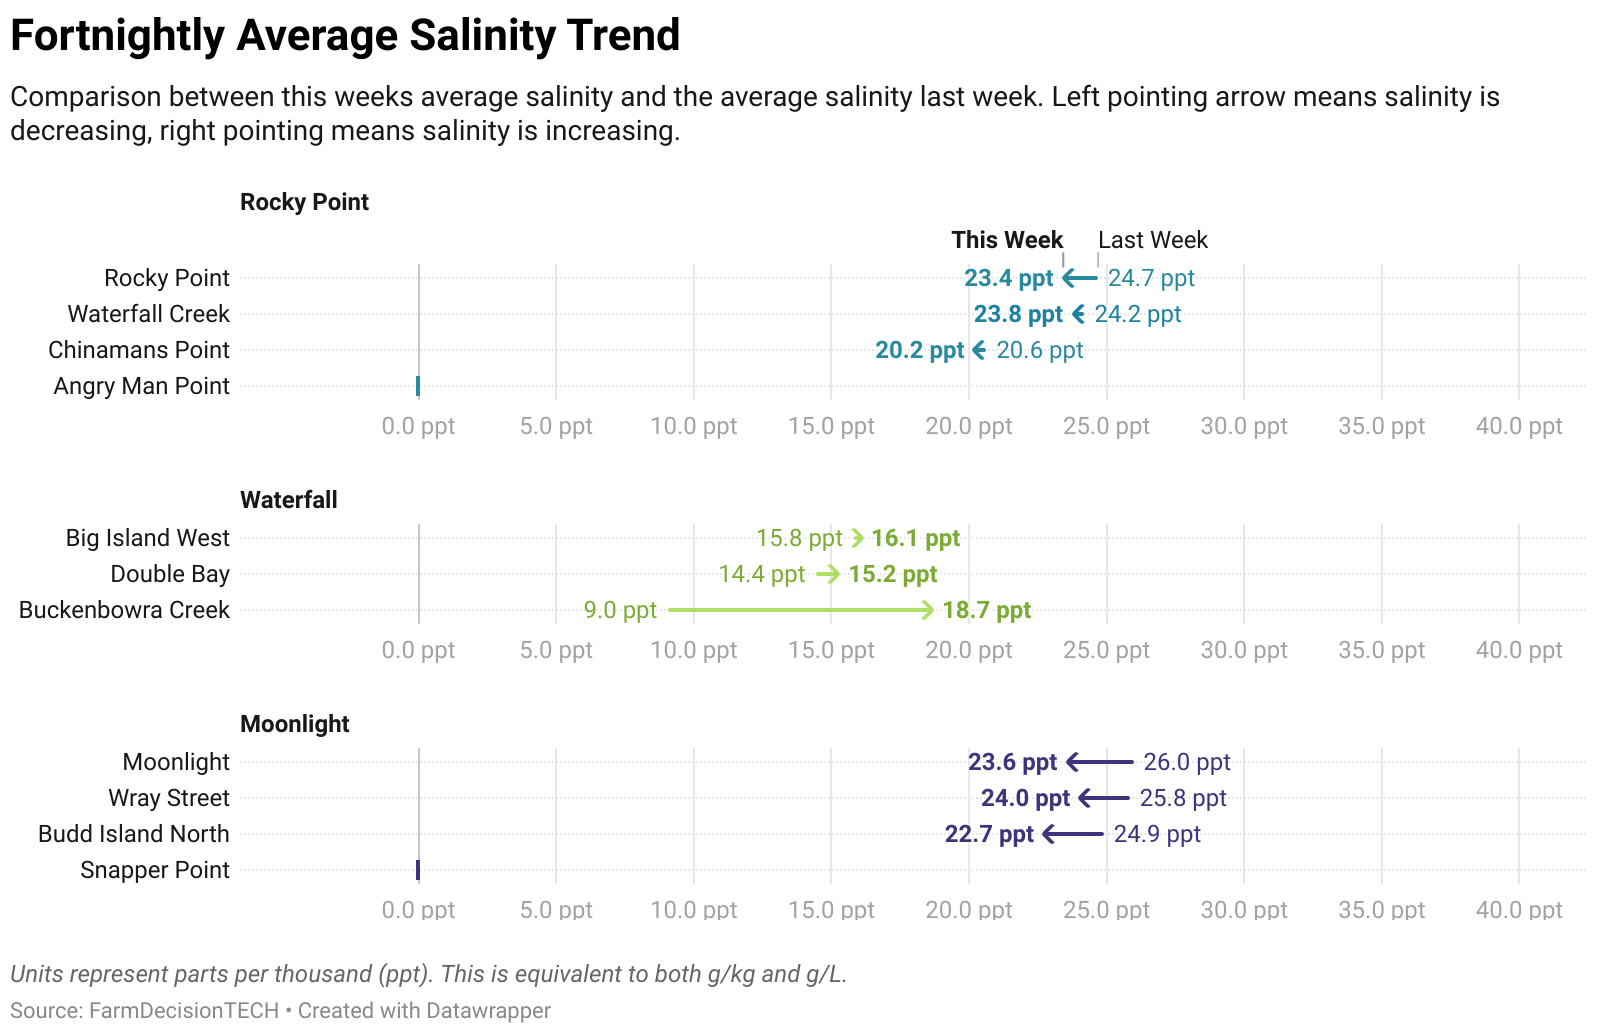 Fortnightly Average Salinity Trend
Comparison between this weeks average salinity and the average salinity last week. Left pointing arrow means salinity is
decreasing, right pointing means salinity is increasing.
Rocky Point
This Week Last Week
Rocky Point 23.4 ppt 24.7 ppt
Waterfall Creek 23.8 ppt 24.2 ppt
Chinamans Point 20.2 ppt 20.6 ppt
Angry Man Point
0.0 ppt 5.0 ppt 10.0 ppt 15.0 ppt 20.0 ppt 25.0 ppt 30.0 ppt 35.0 ppt 40.0 ppt
Waterfall
Big Island West 15.8 ppt 16.1 ppt
Double Bay 14.4 ppt 15.2 ppt
Buckenbowra Creek 9.0 ppt 18.7 ppt
0.0 ppt 5.0 ppt 10.0 ppt 15.0 ppt 20.0 ppt 25.0 ppt 30.0 ppt 35.0 ppt 40.0 ppt
Moonlight
Moonlight 23.6 ppt 26.0 ppt
Wray Street 24.0 ppt 25.8 ppt
Budd Island North 22.7 ppt 24.9 ppt
Snapper Point
0.0 ppt 5.0 ppt 10.0 ppt 15.0 ppt 20.0 ppt 25.0 ppt 30.0 ppt 35.0 ppt 40.0 ppt
Units represent parts per thousand (ppt). This is equivalent to both g/kg and g/L.
Source: FarmDecisionTECH • Created with Datawrapper